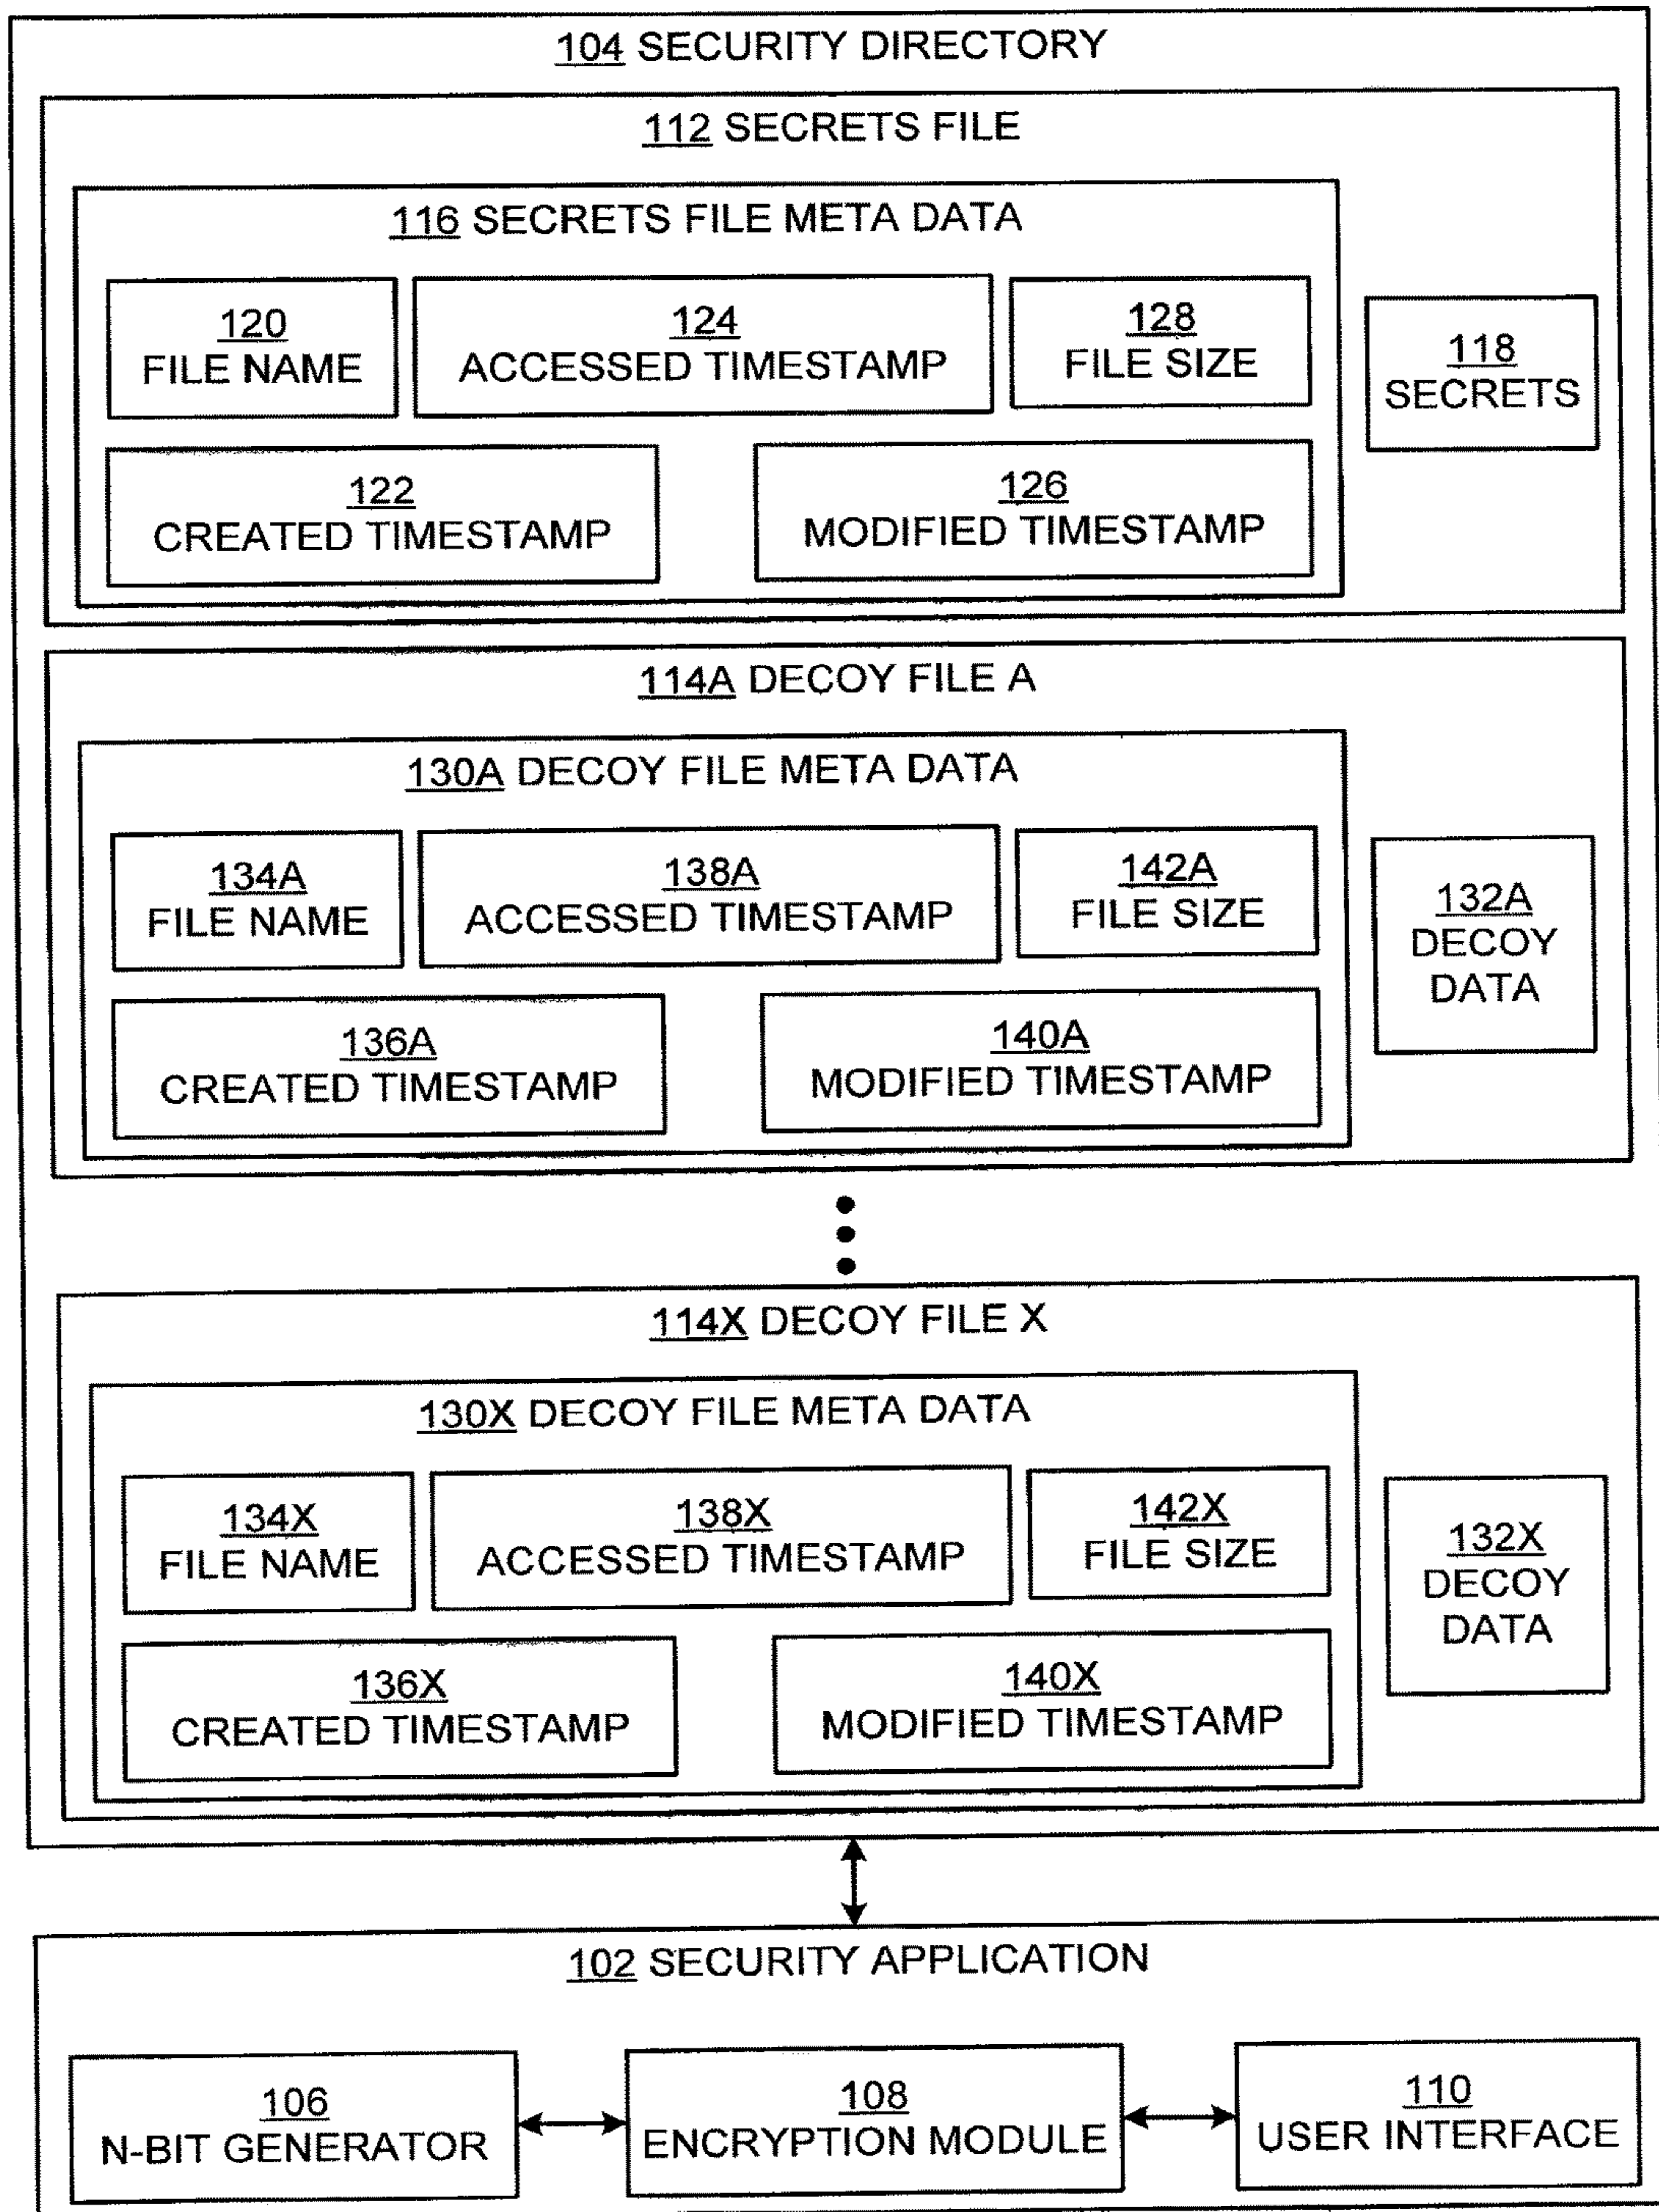 104 SECURITY DIRECTORY
112 SECRETS FILE
116 SECRETS FILE META DATA
120
FILE NAME
124
ACCESSED TIMESTAMP
128
FILE SIZE
118
SECRETS
122
CREATED TIMESTAMP
126
MODIFIED TIMESTAMP
114A DECOY FILE A
130A DECOY FILE META DATA
134A
FILE NAME
138A
ACCESSED TIMESTAMP
142A
FILE SIZE
132A
DECOY
DATA
136A
CREATED TIMESTAMP
140A
MODIFIED TIMESTAMP
114X DECOY FILE X
130X DECOY FILE META DATA
134X
FILE NAME
138X
ACCESSED TIMESTAMP
142X
FILE SIZE
132X
DECOY
DATA
136X
CREATED TIMESTAMP
140X
MODIFIED TIMESTAMP
102 SECURITY APPLICATION
106
N-BIT GENERATOR
108
ENCRYPTION MODULE
110
USER INTERFACE